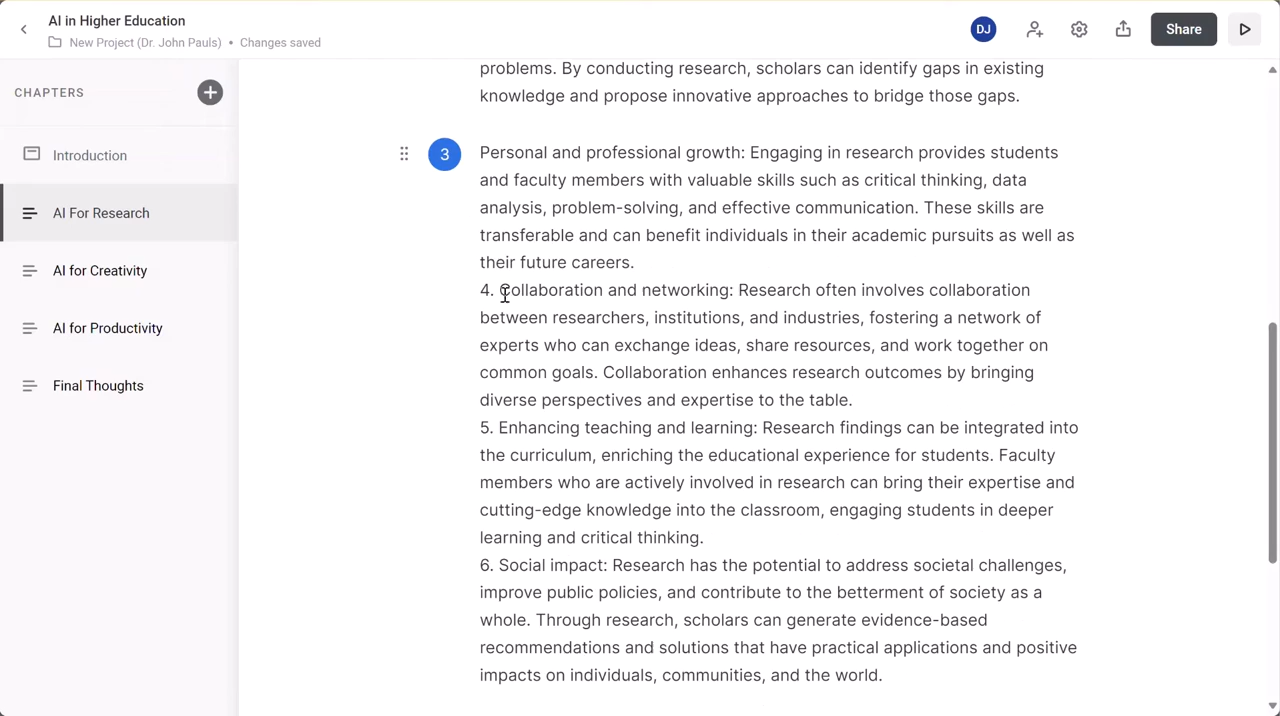 AI in Higher Education
New Project (Dr. John Pauls) • Changes saved
DJ
Share
CHAPTERS
Introduction
AI For Research
AI for Creativity
AI for Productivity
Final Thoughts
problems. By conducting research, scholars can identify gaps in existing
knowledge and propose innovative approaches to bridge those gaps.
3
Personal and professional growth: Engaging in research provides students
and faculty members with valuable skills such as critical thinking, data
analysis, problem-solving, and effective communication. These skills are
transferable and can benefit individuals in their academic pursuits as well as
their future careers.
4. Collaboration and networking: Research often involves collaboration
between researchers, institutions, and industries, fostering a network of
experts who can exchange ideas, share resources, and work together on
common goals. Collaboration enhances research outcomes by bringing
diverse perspectives and expertise to the table.
5. Enhancing teaching and learning: Research findings can be integrated into
the curriculum, enriching the educational experience for students. Faculty
members who are actively involved in research can bring their expertise and
cutting-edge knowledge into the classroom, engaging students in deeper
learning and critical thinking.
6. Social impact: Research has the potential to address societal challenges,
improve public policies, and contribute to the betterment of society as a
whole. Through research, scholars can generate evidence-based
recommendations and solutions that have practical applications and positive
impacts on individuals, communities, and the world.